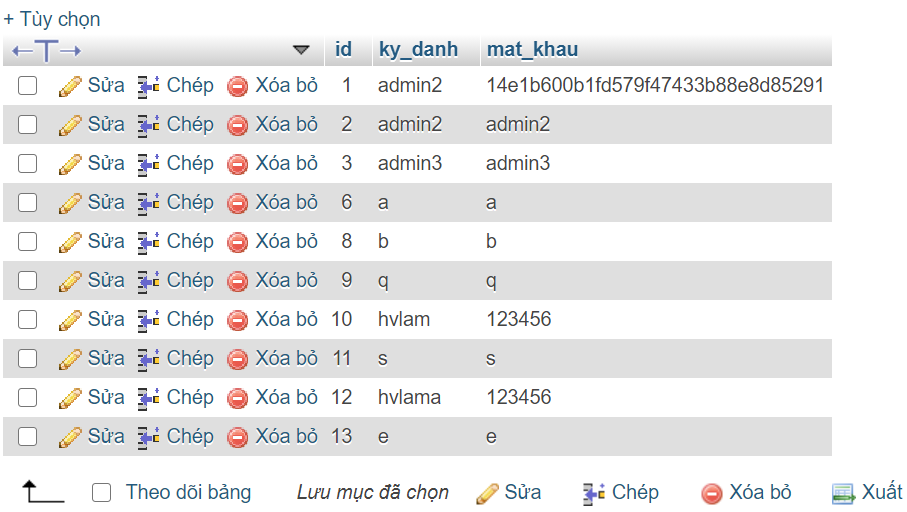 + Tùy chọn
←T→ id ky_danh mat_khau
Sửa Chép Xóa bỏ 1 admin2 14e1b600b1fd579f47433b88e8d85291
Sửa Chép Xóa bỏ 2 admin2 admin2
Sửa Chép Xóa bỏ 3 admin3 admin3
Sửa Chép Xóa bỏ 6 a a
Sửa Chép Xóa bỏ 8 b b
Sửa Chép Xóa bỏ 9 q q
Sửa Chép Xóa bỏ 10 hvlam 123456
Sửa Chép Xóa bỏ 11 s s
Sửa Chép Xóa bỏ 12 hvlama 123456
Sửa Chép Xóa bỏ 13 e e
Theo dõi bảng Lưu mục đã chọn Sửa Chép Xóa bỏ Xuất